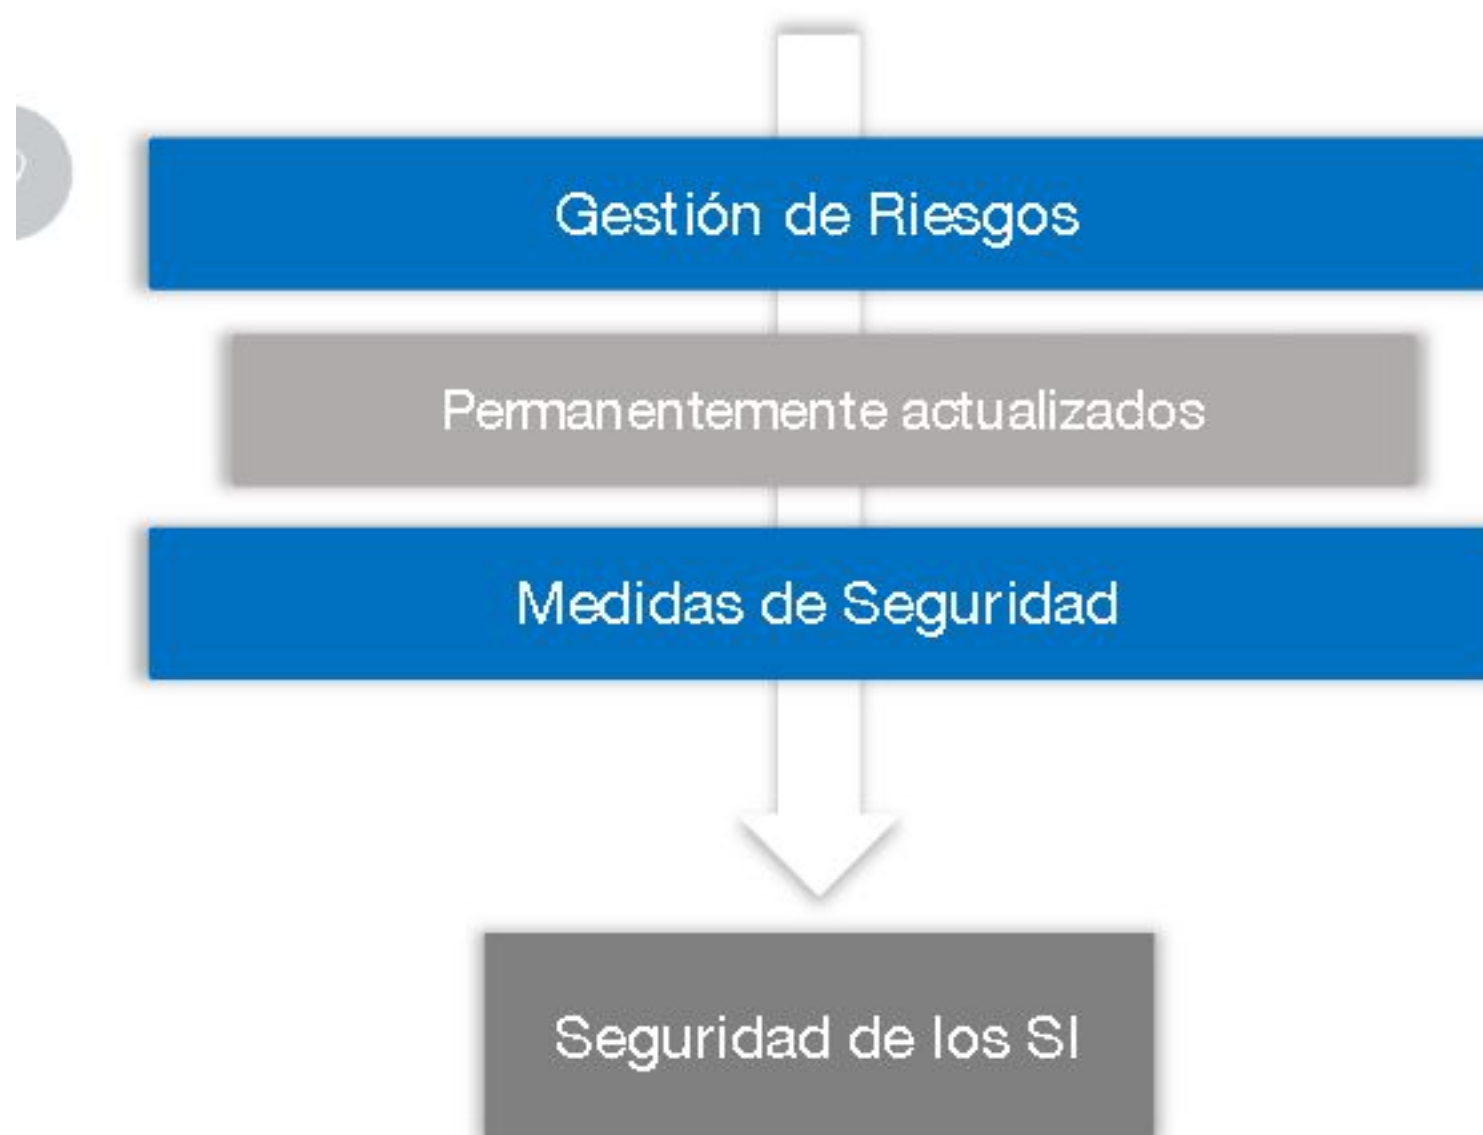 Gestión de Riesgos
Permanentemente actualizados
Medidas de Seguridad
Seguridad de los SI